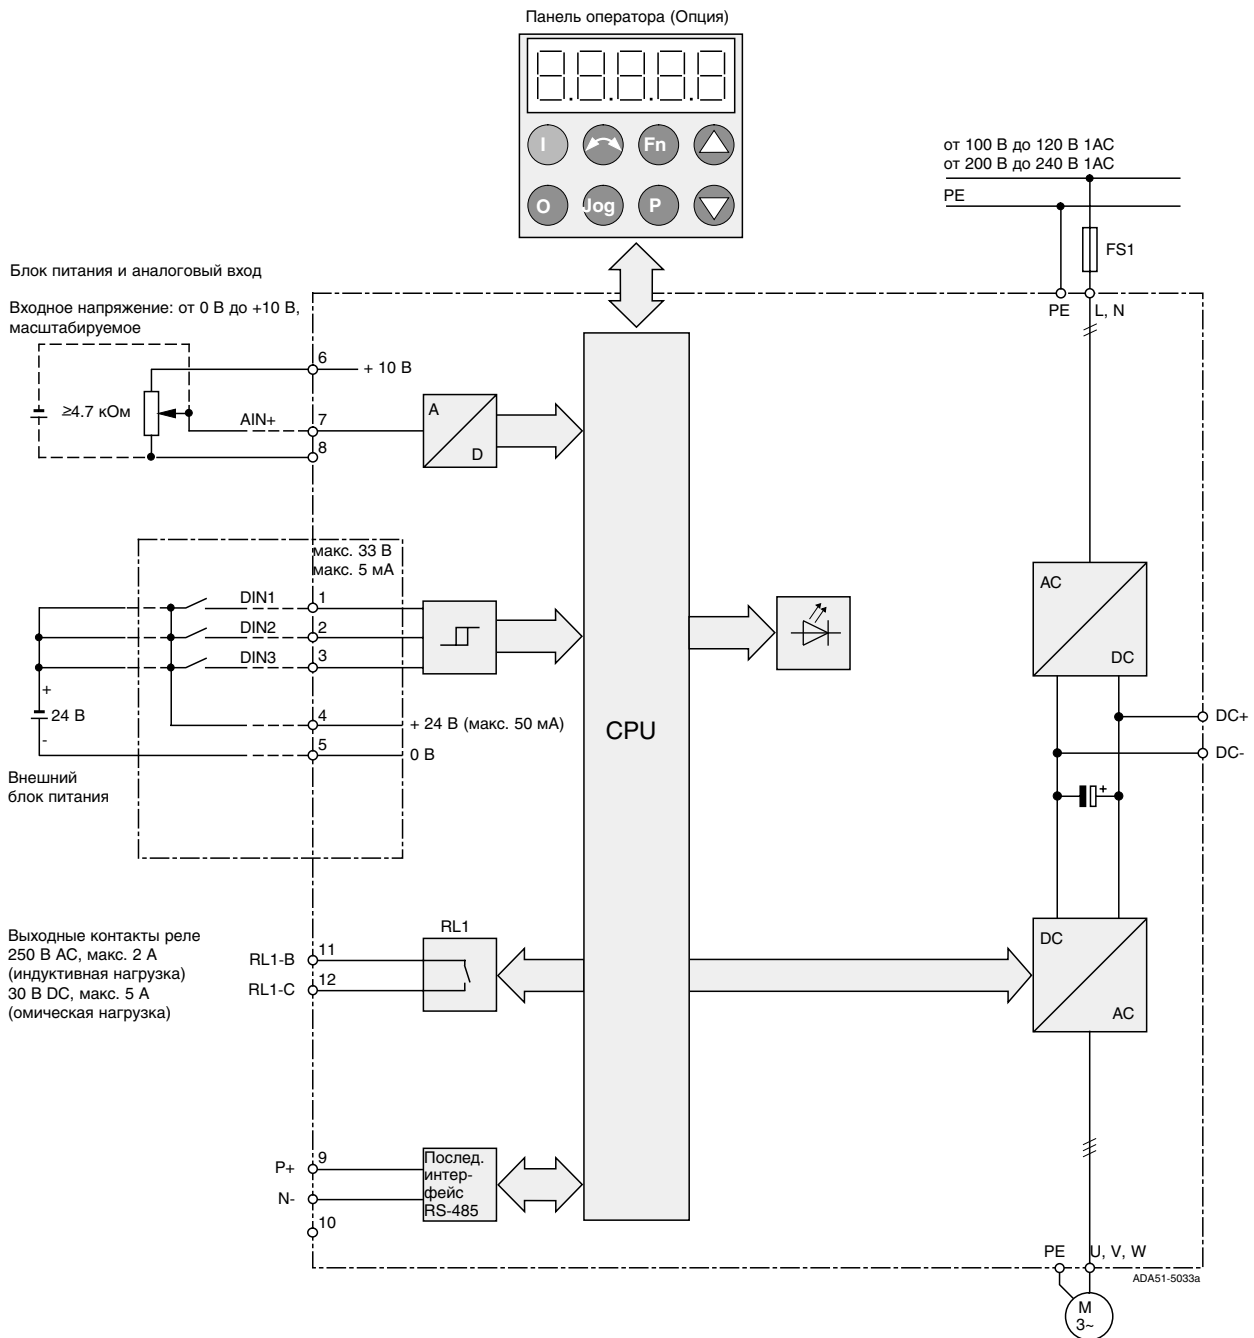 Панель оператора (Опция)
8.8.8.8.8
I
Fn
O
Jog
P
от 100 В до 120 В 1AC
от 200 В до 240 В 1AC
PE
FS1
PE
L, N
Блок питания и аналоговый вход
Входное напряжение: от 0 В до +10 В,
масштабируемое
6
+ 10 В
≥4.7 кОм
AIN+
7
8
A
D
макс. 33 В
макс. 5 мА
DIN1
1
DIN2
2
DIN3
3
+
24 В
-
4
+ 24 В (макс. 50 мА)
5
0 В
Внешний
блок питания
CPU
AC
DC
DC+
DC-
+
Выходные контакты реле
250 В AC, макс. 2 А
(индуктивная нагрузка)
30 В DC, макс. 5 А
(омическая нагрузка)
RL1
RL1-B
11
RL1-C
12
DC
AC
P+
9
N-
10
Послед.
интер-
фейс
RS-485
PE
U, V, W
ADA51-5033a
M
3~